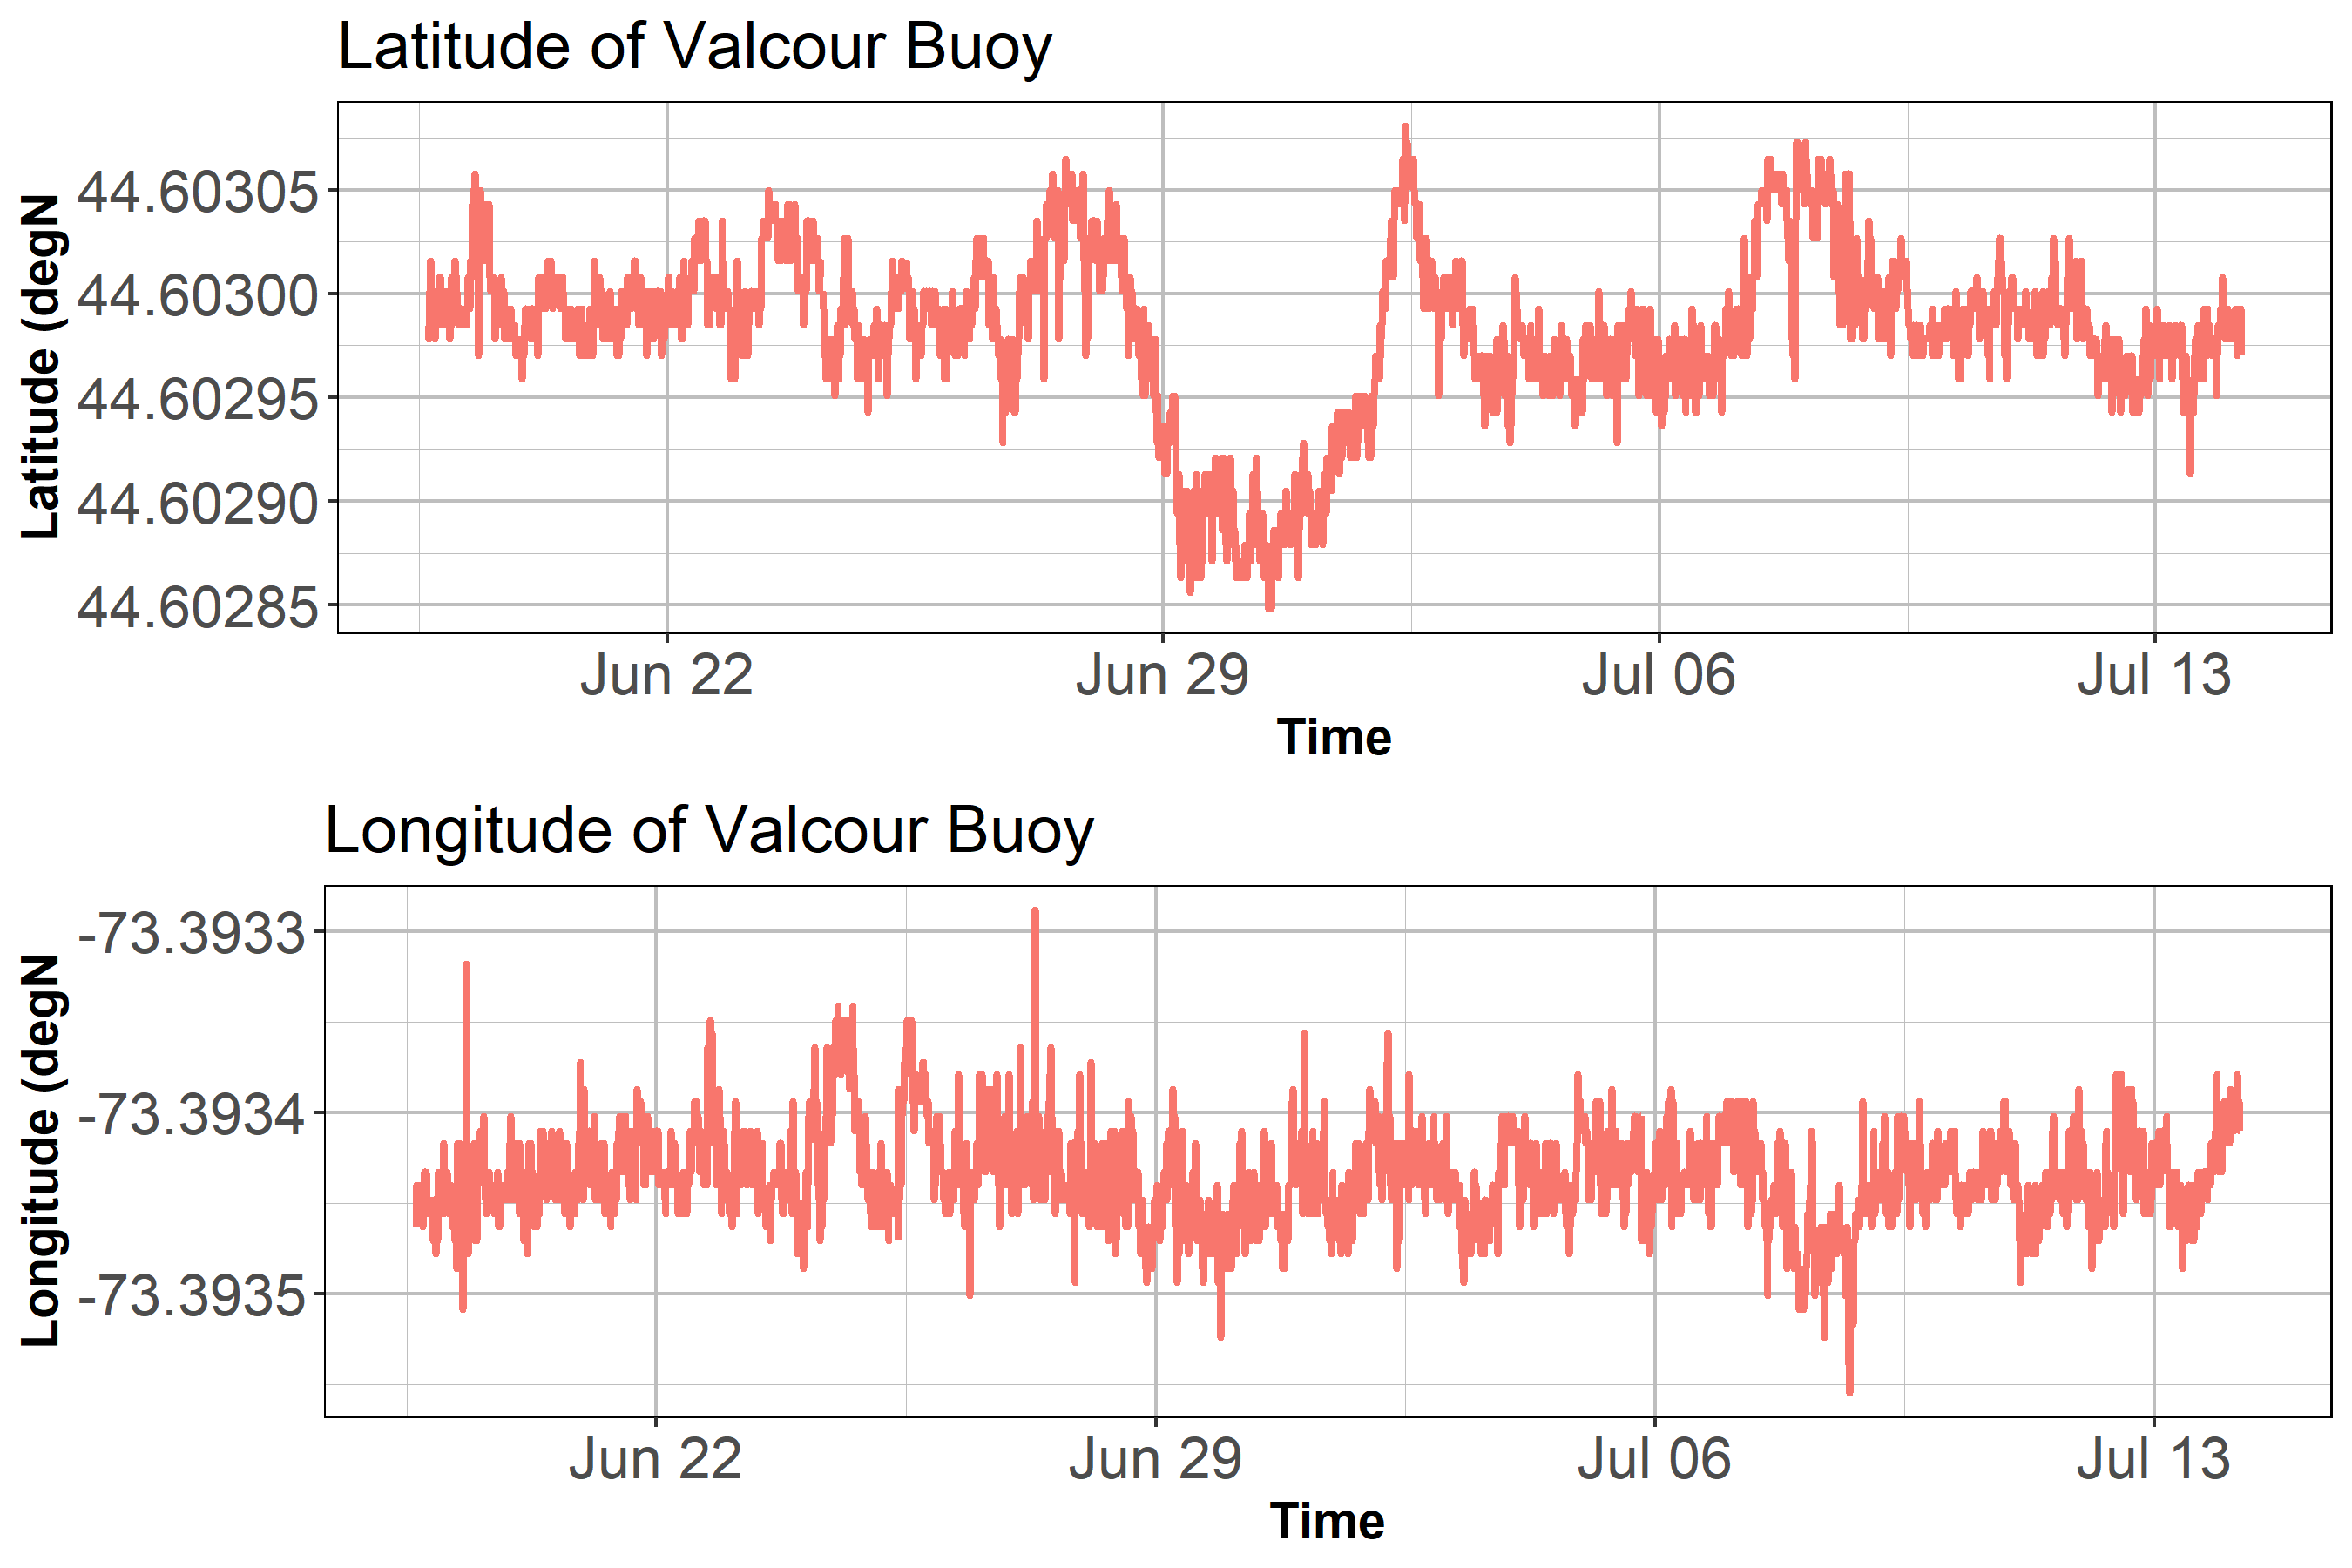 Latitude of Valcour Buoy
Latitude (degN
44.60305
44.60300
44.60295
44.60290
44.60285
Jun 22 Jun 29 Jul 06 Jul 13
Time
Longitude of Valcour Buoy
Longitude (degN
-73.3933
-73.3934
-73.3935
Jun 22 Jun 29 Jul 06 Jul 13
Time